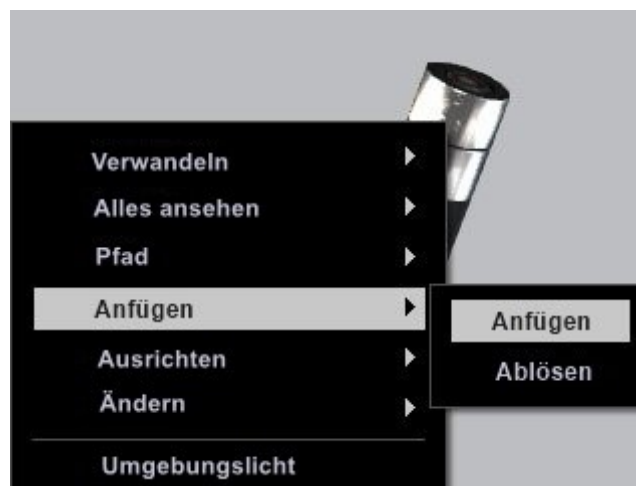 Verwandeln
Alles ansehen
Pfad
Anfügen
Anfügen
Ausrichten
Ablösen
Ändern
Umgebungslicht